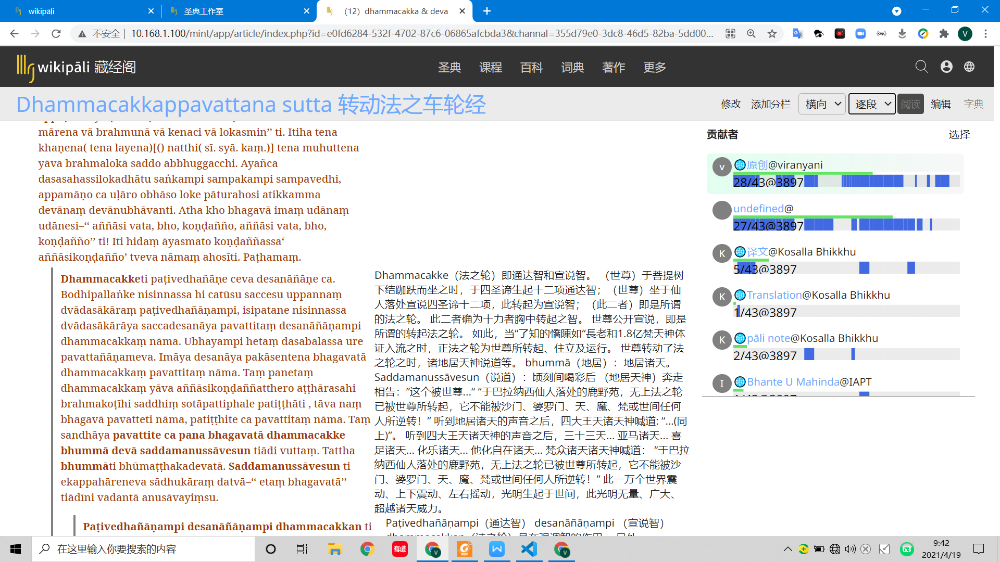 wikipāli
圣典工作室
（12）dhammacakka & deva
不安全
10.168.1.100/mint/app/article/index.php?id=e0fd6284-532f-4702-87c6-06865afcbda3&channal=355d79e0-3dc8-46d5-82ba-5dd00...
V
wikipāli 藏经阁
圣典 课程 百科 词典 著作 更多
Dhammacakkappavattana sutta 转动法之车轮经
修改 添加分栏 横向 逐段 阅读 编辑 字典
mārena vā brahmunā vā kenaci vā lokasmin’’ ti. Itiha tena
khaṇena( tena layena)[() natthi( sī. syā. kaṃ.)] tena muhuttena
yāva brahmalokā saddo abbhuggacchi. Ayañca
dasasahassilokadhātu saṅkampi sampakampi sampavedhi,
appamāṇo ca uḷāro obhāso loke pāturahosi atikkamma
devānaṃ devānubhāvanti. Atha kho bhagavā imaṃ udānaṃ
udānesi–‘‘ aññāsi vata, bho, koṇḍañño, aññāsi vata, bho,
koṇḍañño’’ ti! Iti hidaṃ āyasmato koṇḍaññassa‘
aññāsikoṇḍañño’ tveva nāmaṃ ahosīti. Paṭhamaṃ.
Dhammacakketi paṭivedhañāṇe ceva desanāñāṇe ca.
Bodhipallaṅke nisinnassa hi catūsu saccesu uppannaṃ
dvādasākāraṃ paṭivedhañāṇampi, isipatane nisinnassa
dvādasākārāya saccadesanāya pavattitaṃ desanāñāṇampi
dhammacakkaṃ nāma. Ubhayampi hetaṃ dasabalassa ure
pavattañāṇameva. Imāya desanāya pakāsentena bhagavatā
dhammacakkaṃ pavattitaṃ nāma. Taṃ panetaṃ
dhammacakkaṃ yāva aññāsikoṇḍaññatthero aṭṭhārasahi
brahmakoṭīhi saddhiṃ sotāpattiphale patiṭṭhāti , tāva naṃ
bhagavā pavatteti nāma, patiṭṭhite ca pavattitaṃ nāma. Taṃ
sandhāya pavattite ca pana bhagavatā dhammacakke
bhummā devā saddamanussāvesun tiādi vuttaṃ. Tattha
bhummāti bhūmaṭṭhakadevatā. Saddamanussāvesun ti
ekappahāreneva sādhukāraṃ datvā–‘‘ etaṃ bhagavatā’’
tiādīni vadantā anusāvayiṃsu.
Paṭivedhañāṇampi desanāñāṇampi dhammacakkan ti
Dhammacakke（法之轮）即通达智和宣说智。 （世尊）于菩提树
下结跏趺而坐之时，于四圣谛生起十二项通达智；（世尊）坐于仙
人落处宣说四圣谛十二项，此转起为宣说智；（此二者）即是所谓
的法之轮。 此二者确为十力者胸中转起之智。 世尊公开宣说，即是
所谓的转起法之轮。 如此，当“了知的憍陳如“長老和1.8亿梵天神体
证入流之时，正法之轮为世尊所转起、住立及运行。 世尊转动了法
之轮之时，诸地居天神说道等。 bhummā（地居）：地居诸天。
Saddamanussāvesun（说道）：顷刻间喝彩后 （地居天神）奔走
相告：”这个被世尊...“ “于巴拉纳西仙人落处的鹿野苑，无上法之轮
已被世尊所转起，它不能被沙门、婆罗门、天、魔、梵或世间任何
人所逆转！” 听到地居诸天的声音之后，四大王天诸天神喊道: “...(同
上)”。 听到四大王天诸天神的声音之后，三十三天... 亚马诸天... 喜
足诸天... 化乐诸天... 他化自在诸天... 梵众诸天诸天神喊道： “于巴拉
纳西仙人落处的鹿野苑，无上法之轮已被世尊所转起，它不能被沙
门、婆罗门、天、魔、梵或世间任何人所逆转！” 此一万个世界震
动、上下震动、左右摇动，光明生起于世间，此光明无量、广大、
超越诸天威力。
Paṭivedhañāṇampi（通达智） desanāñāṇampi （宣说智）
贡献者 选择
v 原创@viranyani
28/43@3897
undefined@
27/43@3897
K 译文@Kosalla Bhikkhu
5/43@3897
K Translation@Kosalla Bhikkhu
1/43@3897
K pāli note@Kosalla Bhikkhu
2/43@3897
I Bhante U Mahinda@IAPT
在这里输入你要搜索的内容
有道
PDF
63
9:42
2021/4/19